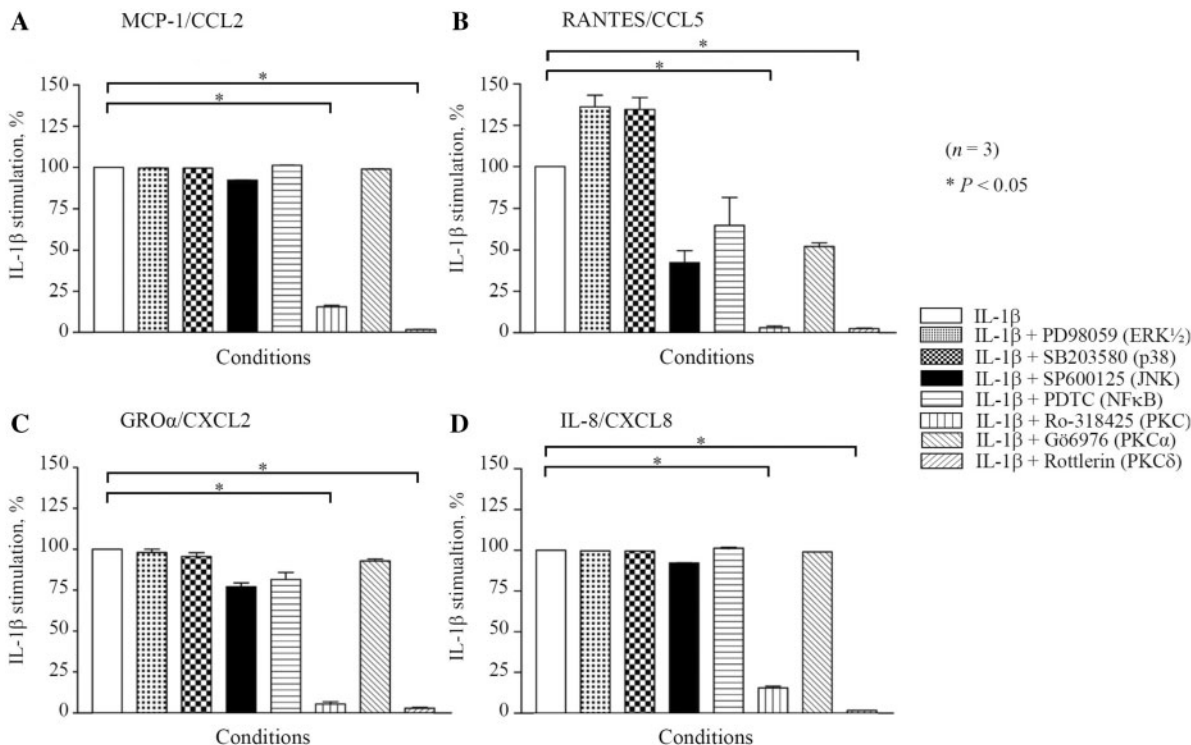 A MCP-1/CCL2
*
*
150
125
100
75
50
25
0
IL-1β stimulation, %
Conditions
B RANTES/CCL5
*
*
150
125
100
75
50
25
0
IL-1β stimulation, %
Conditions
(n = 3)
* P < 0.05
IL-1β
IL-1β + PD98059 (ERK½)
IL-1β + SB203580 (p38)
IL-1β + SP600125 (JNK)
IL-1β + PDTC (NFκB)
IL-1β + Ro-318425 (PKC)
IL-1β + Gö6976 (PKCα)
IL-1β + Rottlerin (PKCδ)
C GROα/CXCL2
*
*
150
125
100
75
50
25
0
IL-1β stimulation, %
Conditions
D IL-8/CXCL8
*
*
150
125
100
75
50
25
0
IL-1β stimualtion, %
Conditions